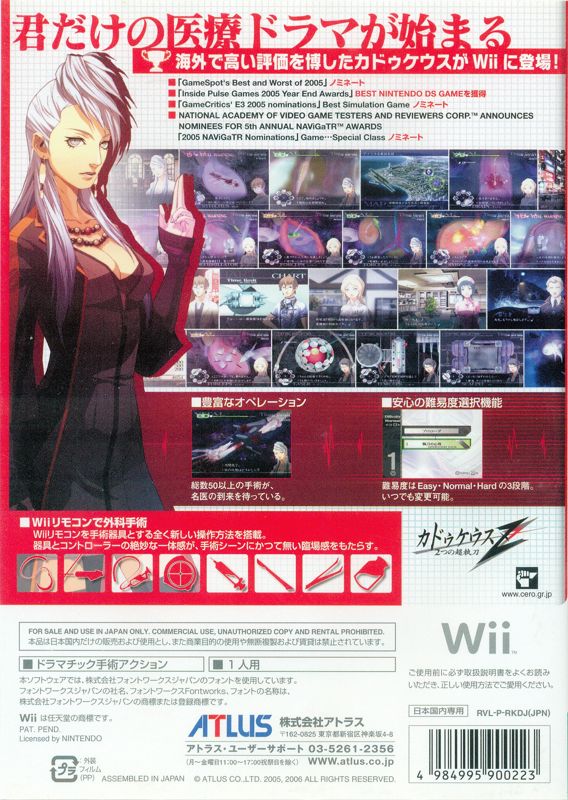 君だけの医療ドラマが始まる
海外で高い評価を博したカドゥケウスがWiiに登場!
■「GameSpot's Best and Worst of 2005」ノミネート
■「Inside Pulse Games 2005 Year End Awards」BEST NINTENDO DS GAMEを獲得
■「GameCritics' E3 2005 nominations」Best Simulation Game ノミネート
■ NATIONAL ACADEMY OF VIDEO GAME TESTERS AND REVIEWERS CORP.™ ANNOUNCES
NOMINEES FOR 5th ANNUAL NAViGaTR™ AWARDS
「2005 NAViGaTR Nominations」Game…Special Class ノミネート
Time limit
CHART
■豊富なオペレーション
総数50以上の手術が、
名医の到来を待っている。
■安心の難易度選択機能
難易度はEasy・Normal・Hardの3段階。
いつでも変更可能。
■Wiiリモコンで外科手術
Wiiリモコンを手術器具とする全く新しい操作方法を搭載。
器具とコントローラーの絶妙な一体感が、手術シーンにかつて無い臨場感をもたらす。
カドゥケウスZ
2つの超執刀
www.cero.gr.jp
FOR SALE AND USE IN JAPAN ONLY. COMMERCIAL USE, UNAUTHORIZED COPY AND RENTAL PROHIBITED.
本品は日本国内だけの販売および使用とし、また商業目的の使用や無断複製および賃貸は禁止されています。
■ドラマチック手術アクション
■1人用
本ソフトウェアでは、株式会社フォントワークスジャパンのフォントを使用しています。
フォントワークスジャパンの社名、フォントワークスFontworks、フォントの名称は、
株式会社フォントワークスジャパンの商標または登録商標です。
Wii は任天堂の商標です。
PAT. PEND.
Licensed by NINTENDO
Wii™
ご使用前に必ず取扱説明書をよくお読み
いただき、正しい使用方法でご愛用ください。
日本国内専用
RVL-P-RKDJ(JPN)
ATLUS 株式会社アトラス
〒162-0825 東京都新宿区神楽坂4-8
アトラス・ユーザーサポート 03-5261-2356
(月〜金曜日11:00〜17:00祝祭日を除く) www.atlus.co.jp
プラ
:外装
フィルム
(PP)
ASSEMBLED IN JAPAN
© ATLUS CO.,LTD. 2005, 2006 ALL RIGHTS RESERVED.
4 984995 900223